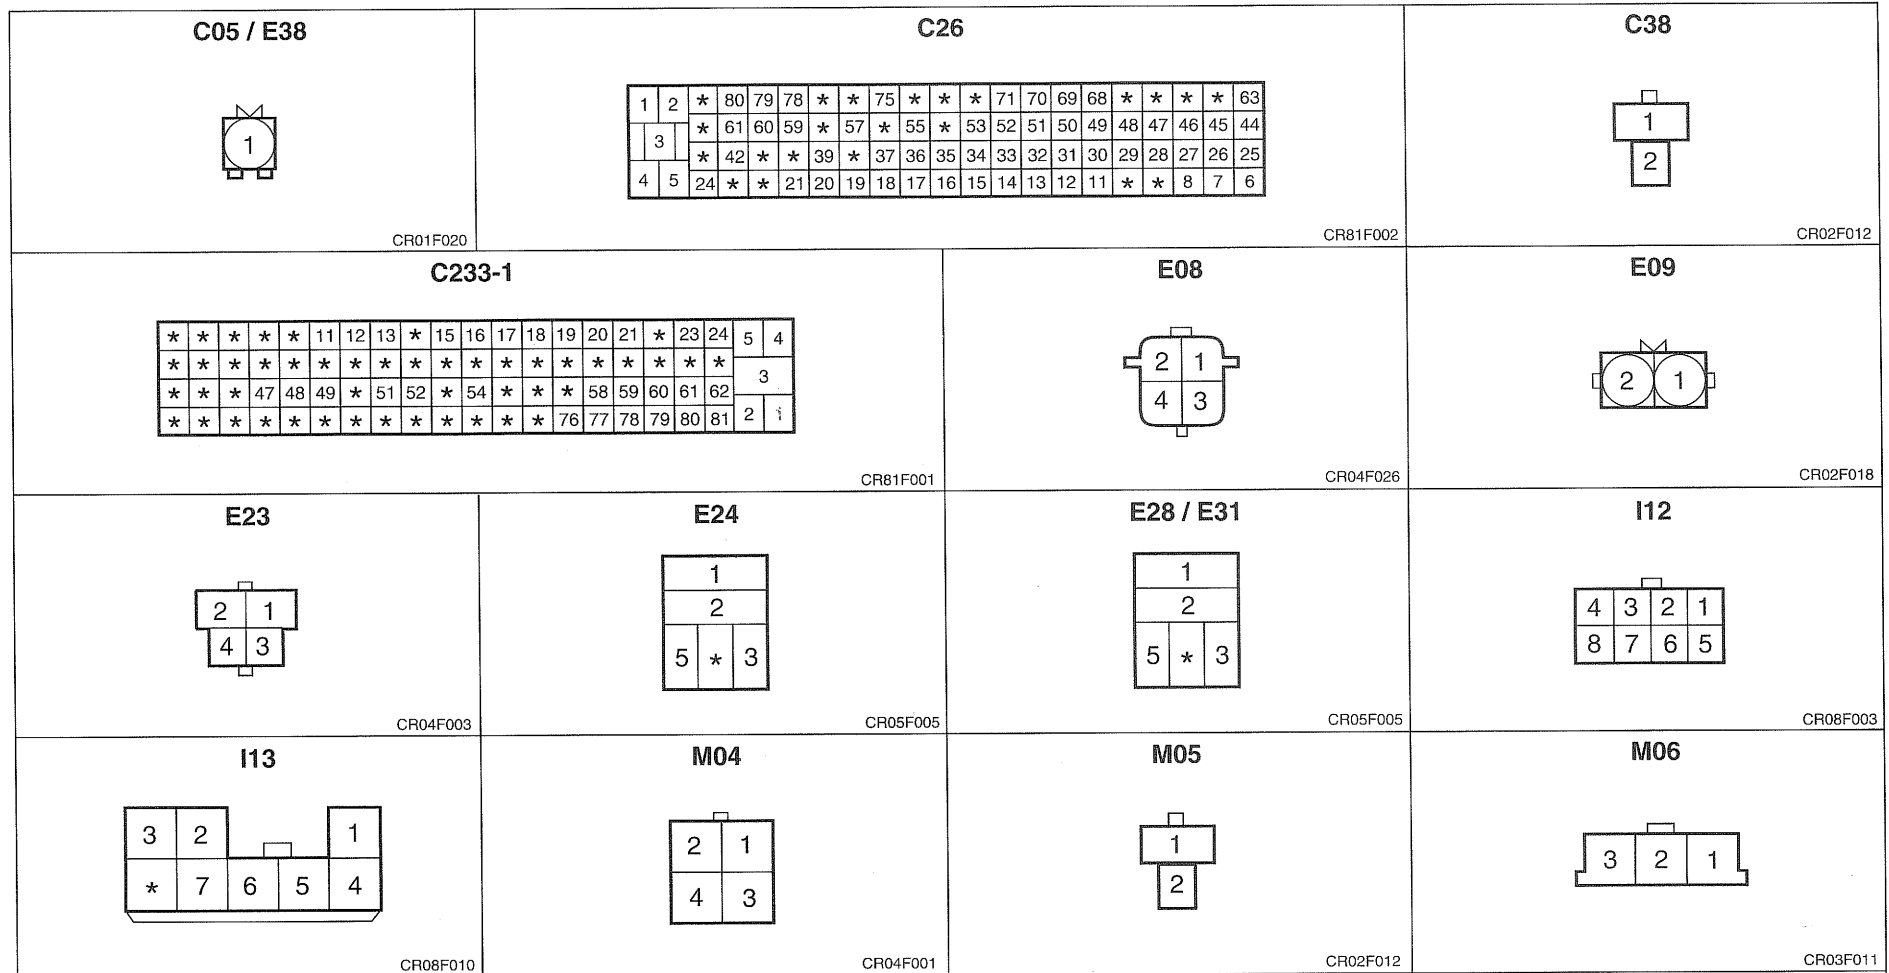 C05 / E38
1
CR01F020
C26
1 2 * 80 79 78 * * 75 * * * 71 70 69 68 * * * * 63
* 61 60 59 * 57 * 55 * 53 52 51 50 49 48 47 46 45 44
3
* 42 * * 39 * 37 36 35 34 33 32 31 30 29 28 27 26 25
4 5 24 * * 21 20 19 18 17 16 15 14 13 12 11 * * 8 7 6
CR81F002
C38
1
2
CR02F012
C233-1
* * * * * 11 12 13 * 15 16 17 18 19 20 21 * 23 24 5 4
* * * * * * * * * * * * * * * * * * *
3
* * * 47 48 49 * 51 52 * 54 * * * 58 59 60 61 62
* * * * * * * * * * * * * 76 77 78 79 80 81 2 1
CR81F001
E08
2 1
4 3
CR04F026
E09
2 1
CR02F018
E23
2 1
4 3
CR04F003
E24
1
2
5 * 3
CR05F005
E28 / E31
1
2
5 * 3
CR05F005
I12
4 3 2 1
8 7 6 5
CR08F003
I13
3 2 1
* 7 6 5 4
CR08F010
M04
2 1
4 3
CR04F001
M05
1
2
CR02F012
M06
3 2 1
CR03F011